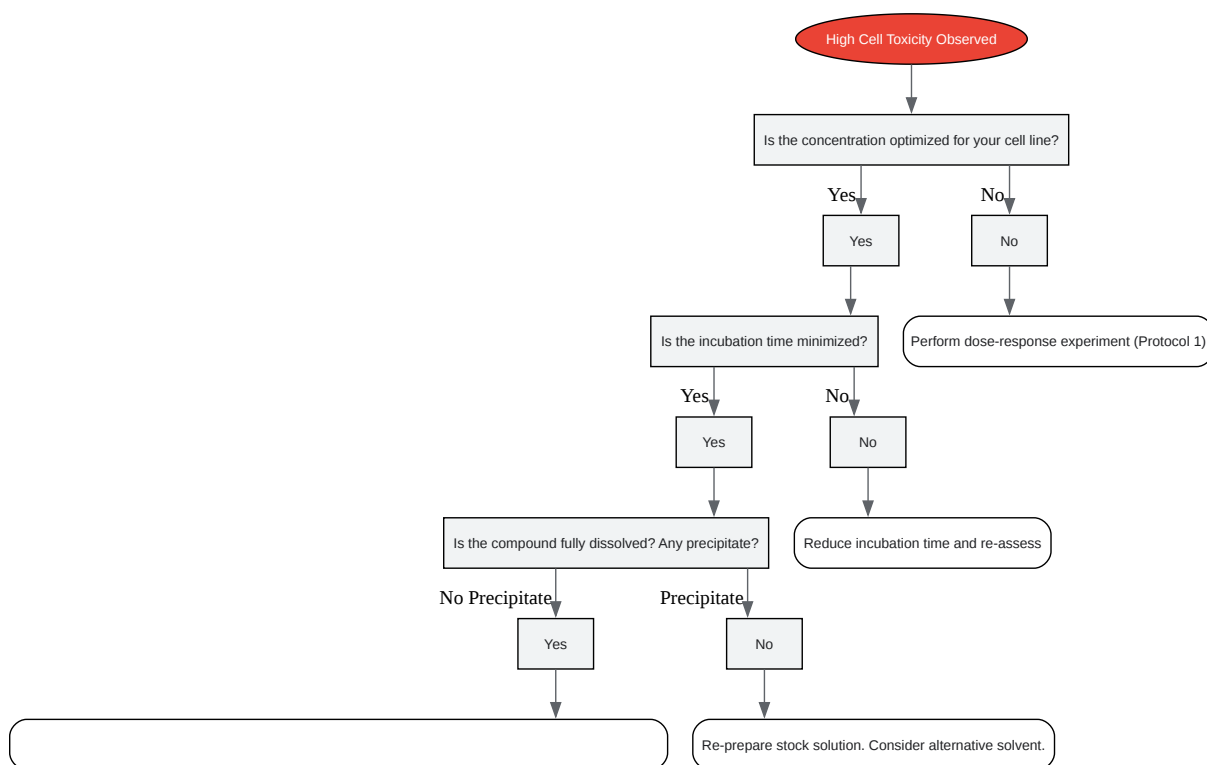 High Cell Toxicity Observed
Is the concentration optimized for your cell line?
Yes
No
Yes
No
Is the incubation time minimized?
Perform dose-response experiment (Protocol 1)
Yes
No
Yes
No
Is the compound fully dissolved? Any precipitate?
Reduce incubation time and re-assess
No Precipitate
Precipitate
Yes
No
Re-prepare stock solution. Consider alternative solvent.